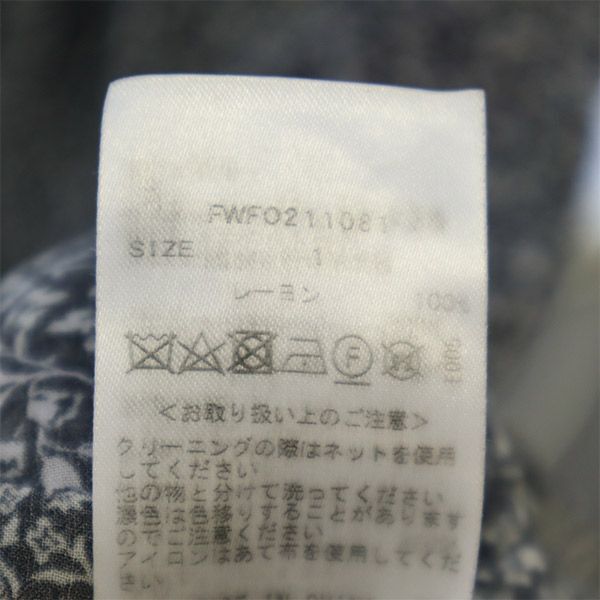 FWFO211081
SIZE 1
レーヨン 100%
F
<お取り扱い上のご注意>
クリーニングの際はネットを使用
してください
他の物と分けて洗ってください
濃色は色移りすることがあります
のでご注意ください
アイロンはあて布を使用してくだ
さい